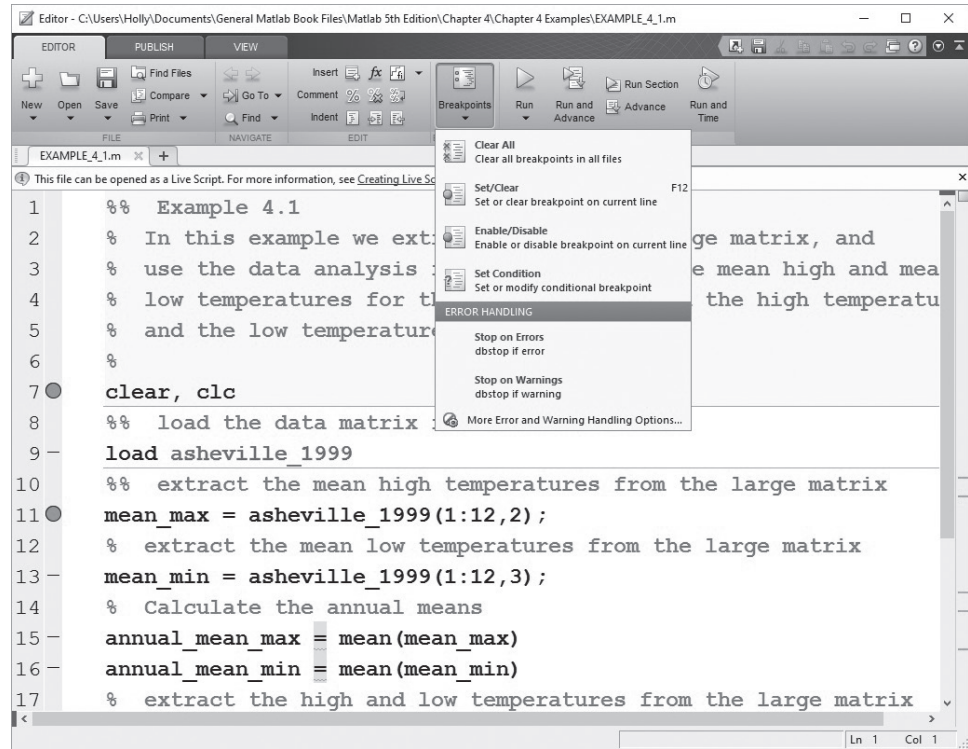 Editor - C:\Users\Holly\Documents\General Matlab Book Files\Matlab 5th Edition\Chapter 4\Chapter 4 Examples\EXAMPLE_4_1.m
EDITOR PUBLISH VIEW
New Open Save
Find Files
Compare
Print
FILE
Go To
Find
NAVIGATE
Insert fx
Comment
Indent
EDIT
Breakpoints
Run
Run and Advance
Run Section
Advance
Run and Time
EXAMPLE_4_1.m
This file can be opened as a Live Script. For more information, see Creating Live Sc
Clear All
Clear all breakpoints in all files
Set/Clear F12
Set or clear breakpoint on current line
Enable/Disable
Enable or disable breakpoint on current line
Set Condition
Set or modify conditional breakpoint
ERROR HANDLING
Stop on Errors
dbstop if error
Stop on Warnings
dbstop if warning
More Error and Warning Handling Options...
1 %% Example 4.1
2 % In this example we ext ge matrix, and
3 % use the data analysis e mean high and mea
4 % low temperatures for t the high temperatu
5 % and the low temperatur
6 %
7 clear, clc
8 %% load the data matrix
9 load asheville_1999
10 %% extract the mean high temperatures from the large matrix
11 mean_max = asheville_1999(1:12,2);
12 % extract the mean low temperatures from the large matrix
13 mean_min = asheville_1999(1:12,3);
14 % Calculate the annual means
15 annual_mean_max = mean(mean_max)
16 annual_mean_min = mean(mean_min)
17 % extract the high and low temperatures from the large matrix
Ln 1 Col 1